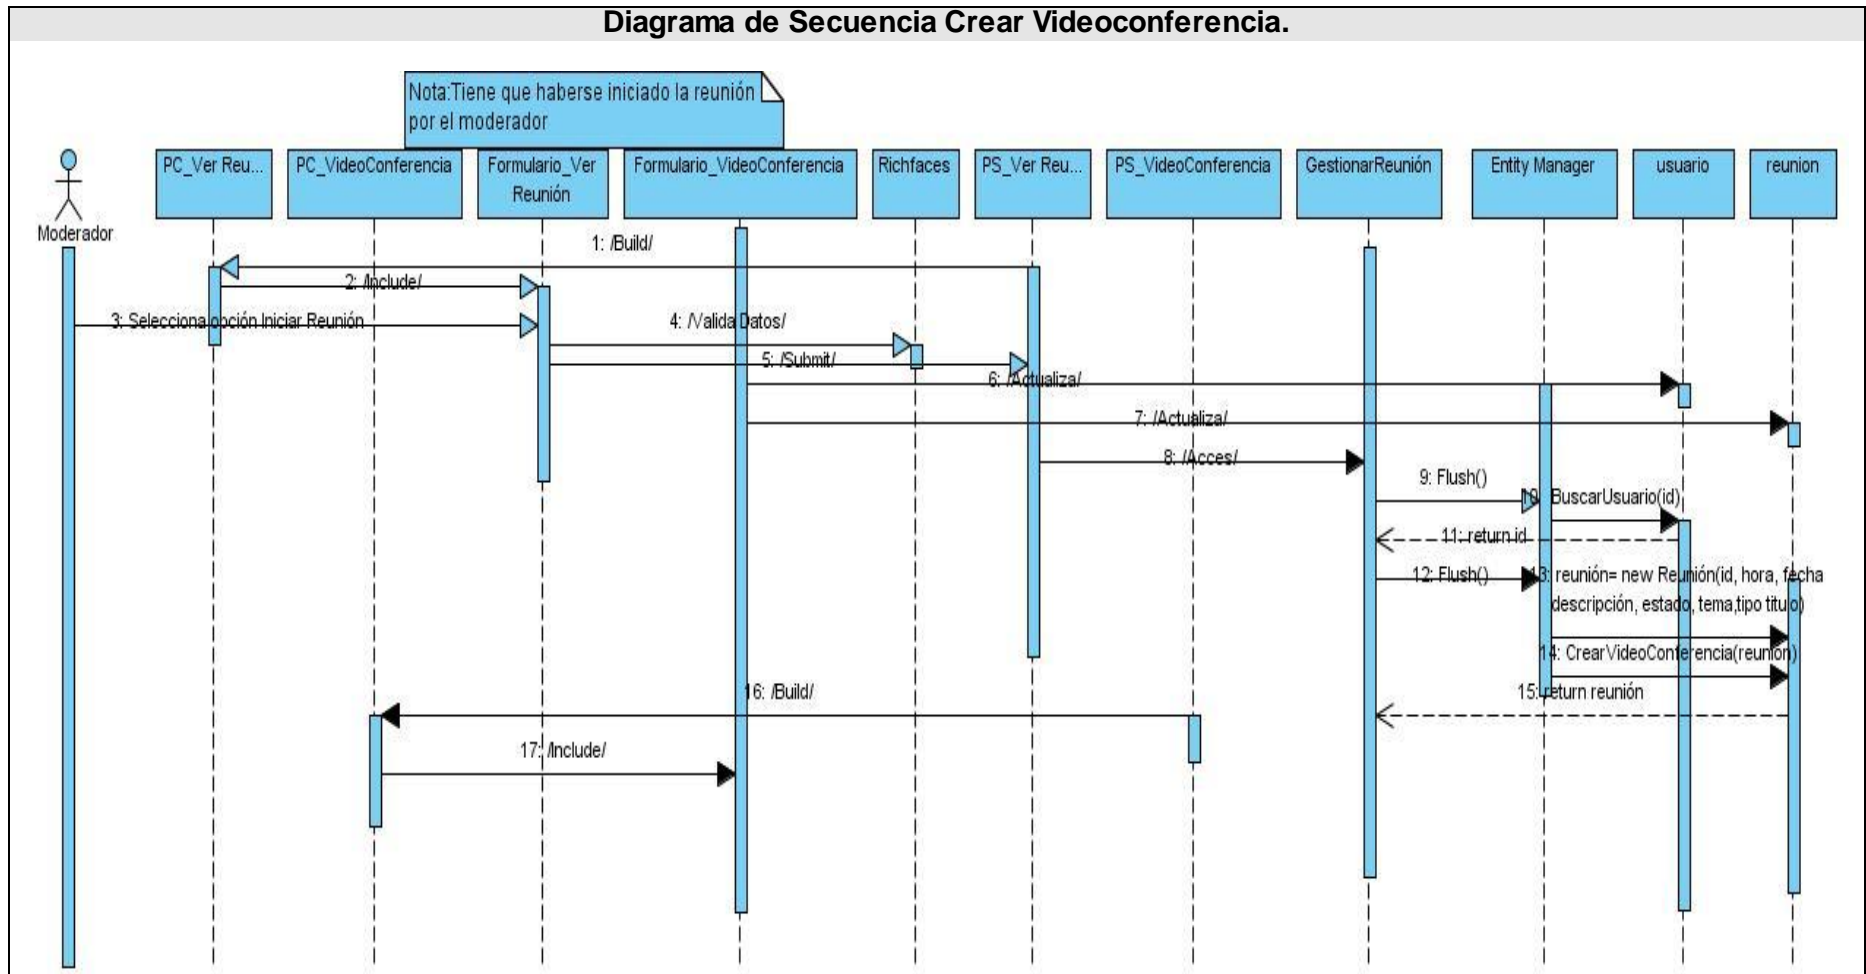 Diagrama de Secuencia Crear Videoconferencia.
Nota:Tiene que haberse iniciado la reunión
por el moderador
Moderador
PC_Ver Reu...
PC_VideoConferencia
Formulario_Ver
Reunión
Formulario_VideoConferencia
Richfaces
PS_Ver Reu...
PS_VideoConferencia
GestionarReunión
Entity Manager
usuario
reunion
1: /Build/
2: /Include/
3: Selecciona opción Iniciar Reunión
4: /Valida Datos/
5: /Submit/
6: /Actualiza/
7: /Actualiza/
8: /Acces/
9: Flush()
10: BuscarUsuario(id)
11: return id
12: Flush()
13: reunión= new Reunión(id, hora, fecha
descripción, estado, tema,tipo titulo)
14: CrearVideoConferencia(reunión)
15: return reunión
16: /Build/
17: /Include/